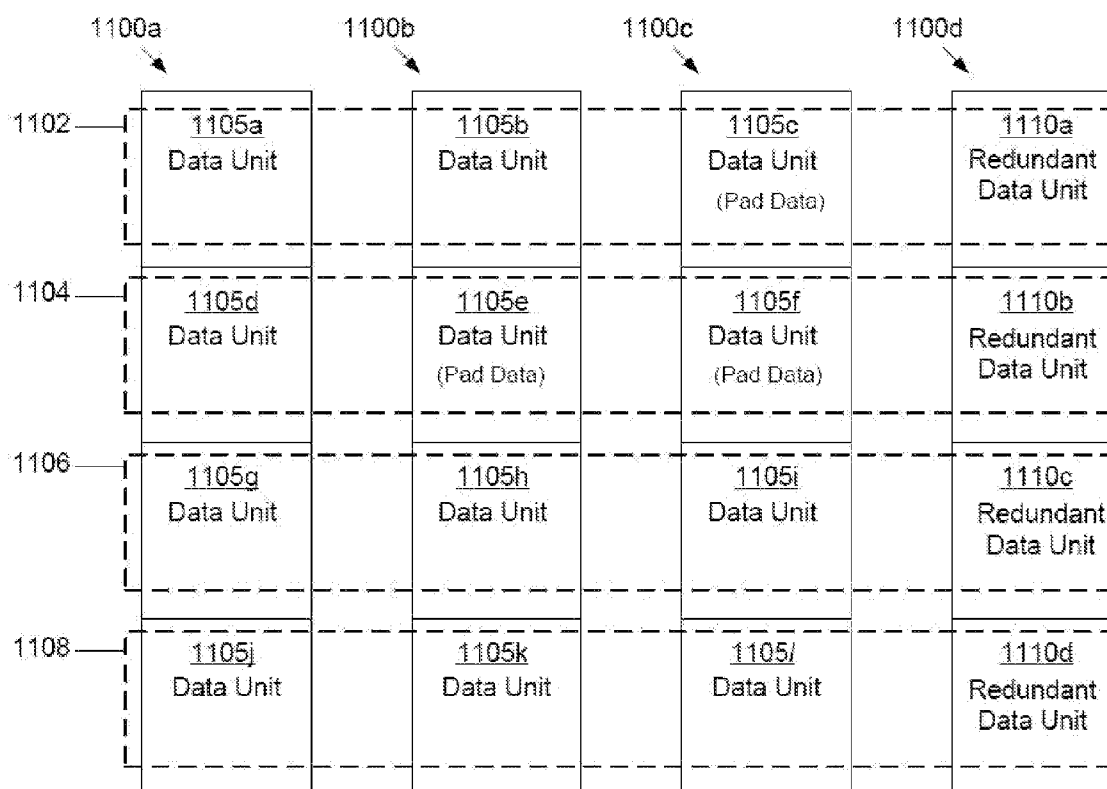 1100a 1100b 1100c 1100d
1102 1105a 1105b 1105c 1110a
Data Unit Data Unit Data Unit Redundant
(Pad Data) Data Unit
1104 1105d 1105e 1105f 1110b
Data Unit Data Unit Data Unit Redundant
(Pad Data) (Pad Data) Data Unit
1106 1105g 1105h 1105i 1110c
Data Unit Data Unit Data Unit Redundant
Data Unit
1108 1105j 1105k 1105l 1110d
Data Unit Data Unit Data Unit Redundant
Data Unit